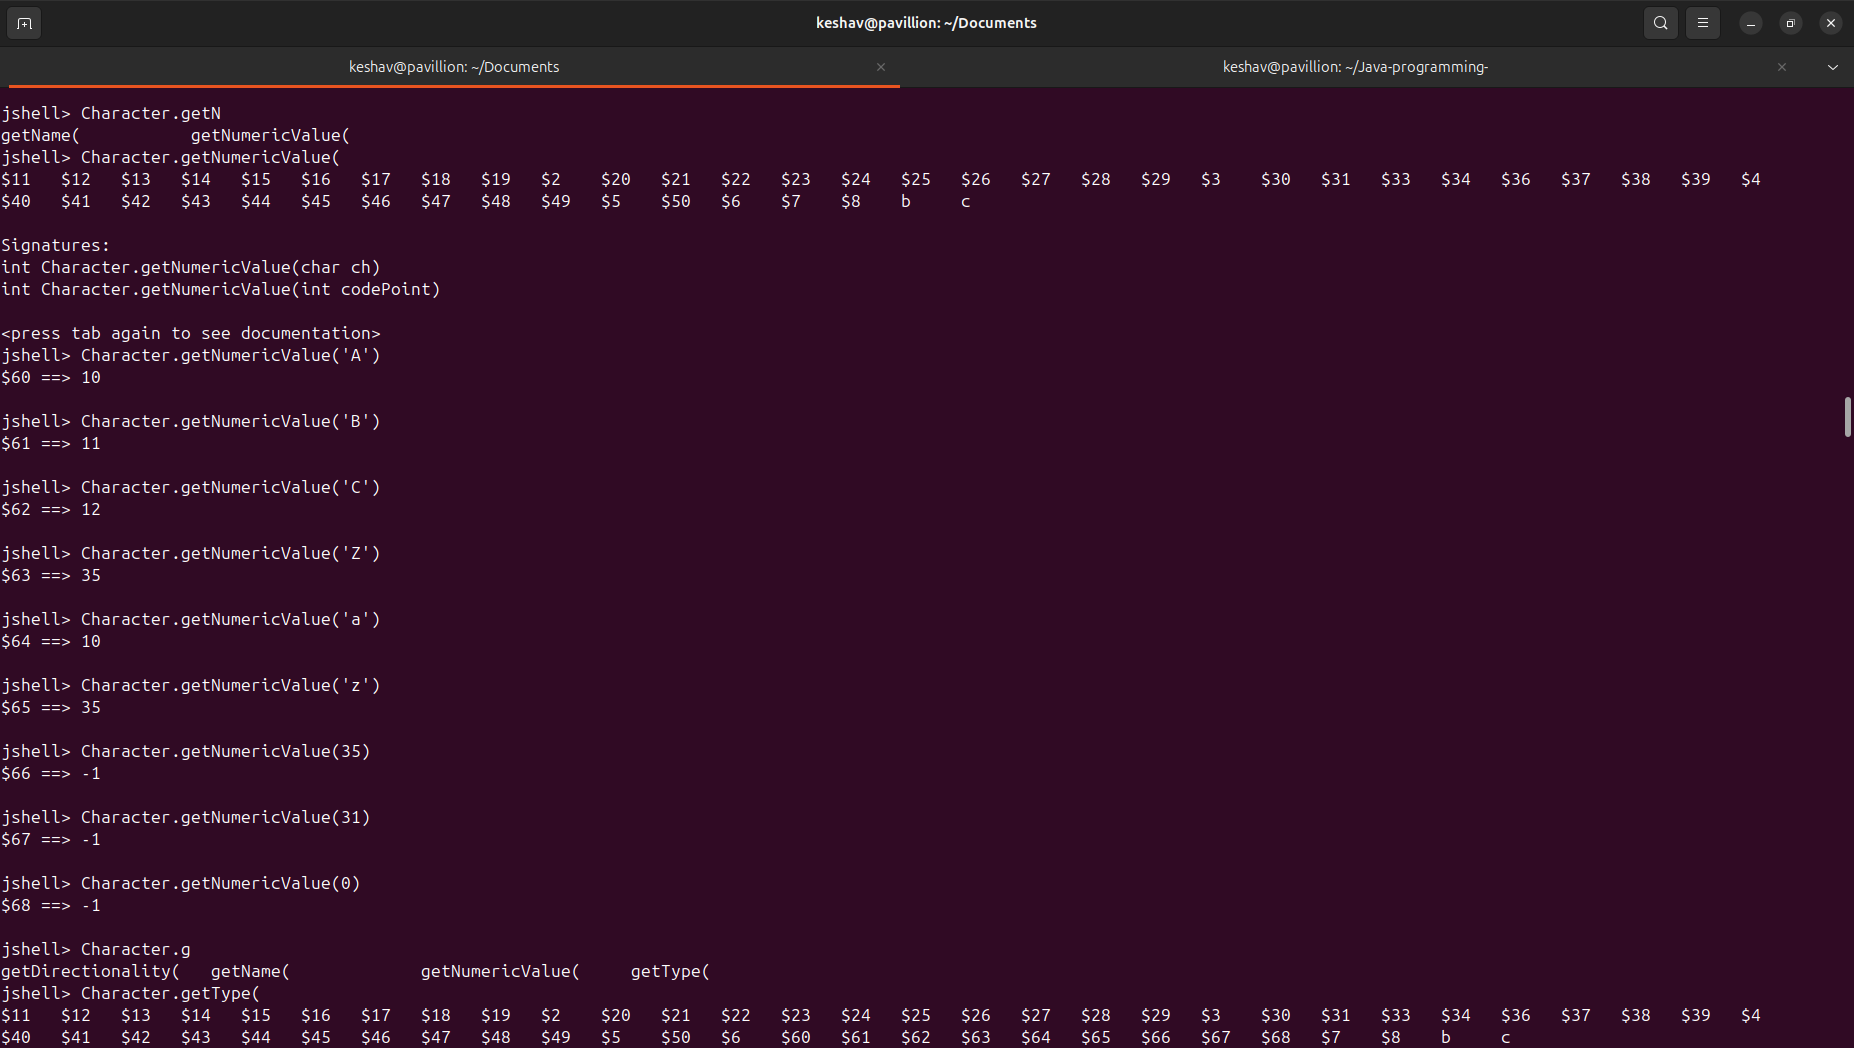 keshav@pavillion: ~/Documents
keshav@pavillion: ~/Documents
keshav@pavillion: ~/Java-programming-
jshell> Character.getN
getName(           getNumericValue(
jshell> Character.getNumericValue(
$11   $12   $13   $14   $15   $16   $17   $18   $19   $2    $20   $21   $22   $23   $24   $25   $26   $27   $28   $29   $3    $30   $31   $33   $34   $36   $37   $38   $39   $4
$40   $41   $42   $43   $44   $45   $46   $47   $48   $49   $5    $50   $6    $7    $8    b     c
Signatures:
int Character.getNumericValue(char ch)
int Character.getNumericValue(int codePoint)
<press tab again to see documentation>
jshell> Character.getNumericValue('A')
$60 ==> 10
jshell> Character.getNumericValue('B')
$61 ==> 11
jshell> Character.getNumericValue('C')
$62 ==> 12
jshell> Character.getNumericValue('Z')
$63 ==> 35
jshell> Character.getNumericValue('a')
$64 ==> 10
jshell> Character.getNumericValue('z')
$65 ==> 35
jshell> Character.getNumericValue(35)
$66 ==> -1
jshell> Character.getNumericValue(31)
$67 ==> -1
jshell> Character.getNumericValue(0)
$68 ==> -1
jshell> Character.g
getDirectionality(   getName(             getNumericValue(     getType(
jshell> Character.getType(
$11   $12   $13   $14   $15   $16   $17   $18   $19   $2    $20   $21   $22   $23   $24   $25   $26   $27   $28   $29   $3    $30   $31   $33   $34   $36   $37   $38   $39   $4
$40   $41   $42   $43   $44   $45   $46   $47   $48   $49   $5    $50   $6    $60   $61   $62   $63   $64   $65   $66   $67   $68   $7    $8    b     c